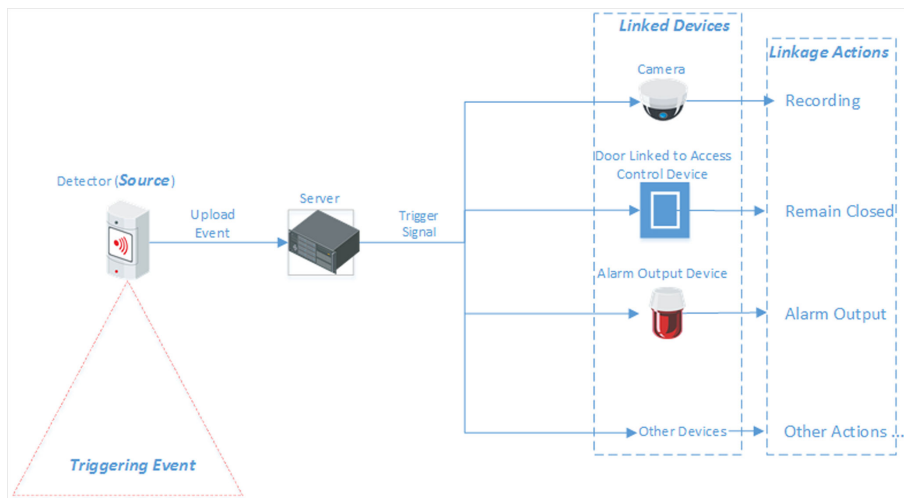 Linked Devices
Linkage Actions
Camera
Recording
Door Linked to Access
Control Device
Detector (Source)
Server
Upload
Event
Trigger
Signal
Remain Closed
Alarm Output Device
Alarm Output
Other Devices
Other Actions ...
Triggering Event